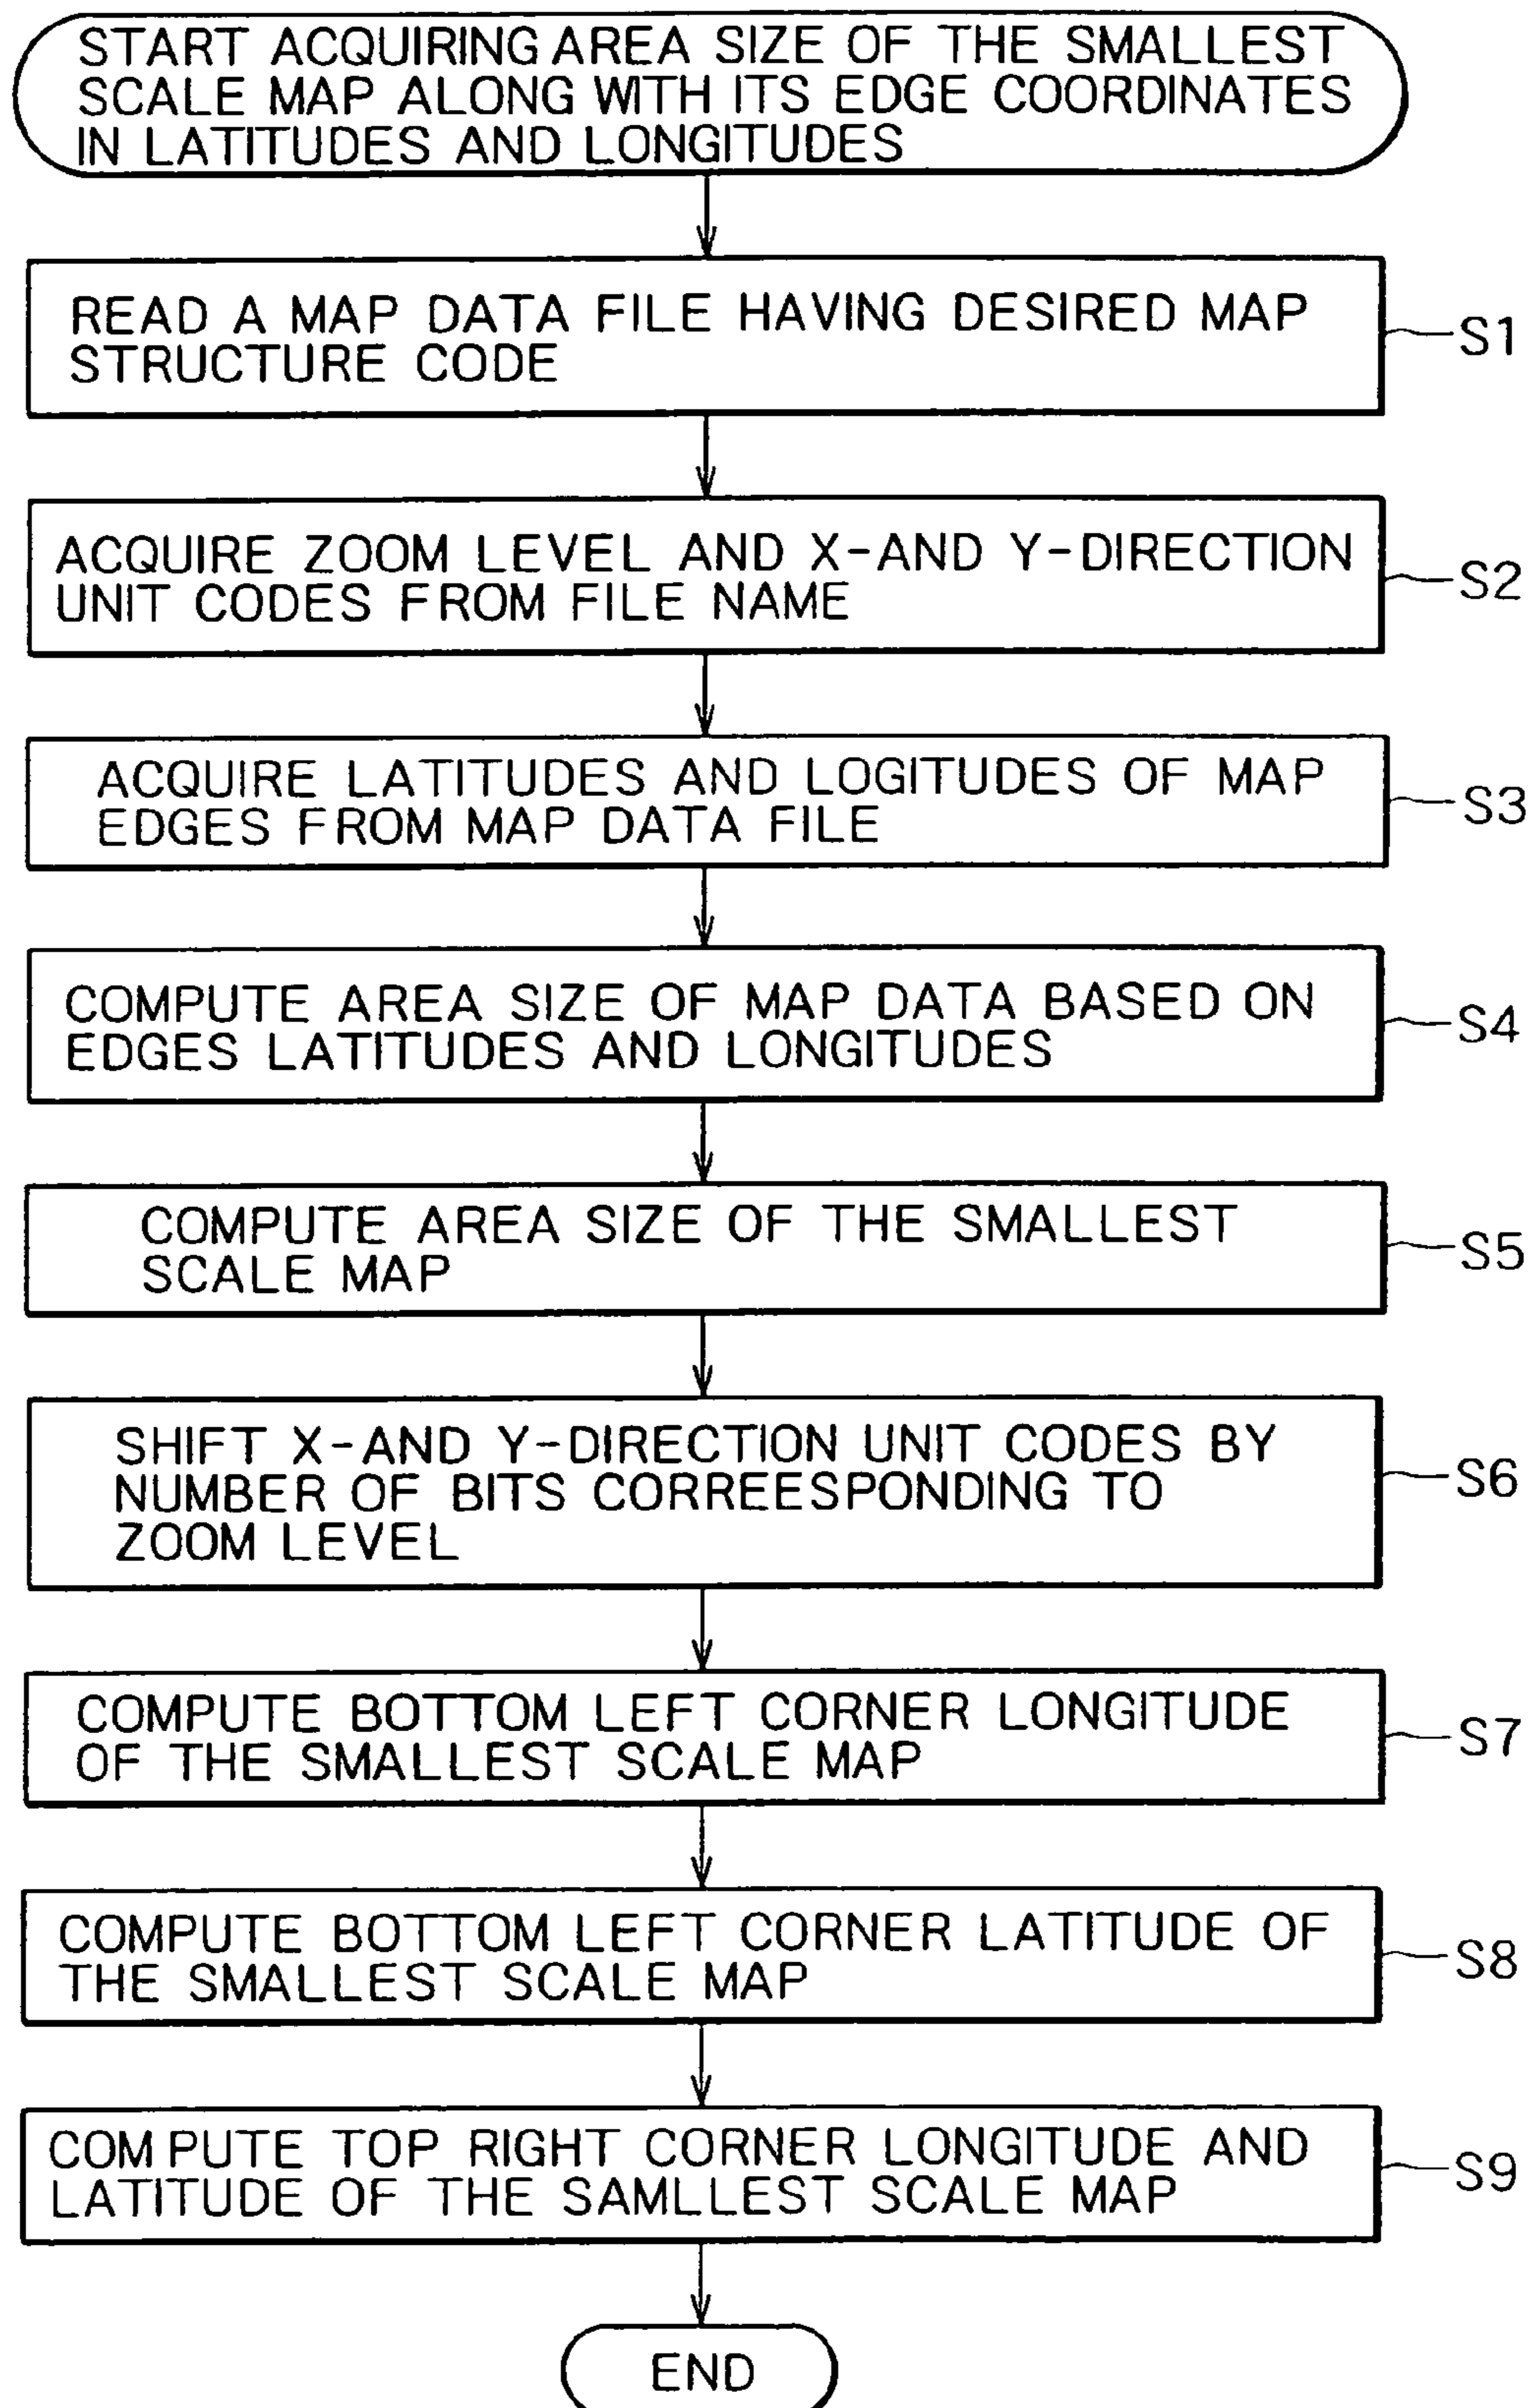 START ACQUIRING AREA SIZE OF THE SMALLEST
SCALE MAP ALONG WITH ITS EDGE COORDINATES
IN LATITUDES AND LONGITUDES
READ A MAP DATA FILE HAVING DESIRED MAP
STRUCTURE CODE
S1
ACQUIRE ZOOM LEVEL AND X-AND Y-DIRECTION
UNIT CODES FROM FILE NAME
S2
ACQUIRE LATITUDES AND LOGITUDES OF MAP
EDGES FROM MAP DATA FILE
S3
COMPUTE AREA SIZE OF MAP DATA BASED ON
EDGES LATITUDES AND LONGITUDES
S4
COMPUTE AREA SIZE OF THE SMALLEST
SCALE MAP
S5
SHIFT X-AND Y-DIRECTION UNIT CODES BY
NUMBER OF BITS CORREESPONDING TO
ZOOM LEVEL
S6
COMPUTE BOTTOM LEFT CORNER LONGITUDE
OF THE SMALLEST SCALE MAP
S7
COMPUTE BOTTOM LEFT CORNER LATITUDE OF
THE SMALLEST SCALE MAP
S8
COMPUTE TOP RIGHT CORNER LONGITUDE AND
LATITUDE OF THE SAMLLEST SCALE MAP
S9
END